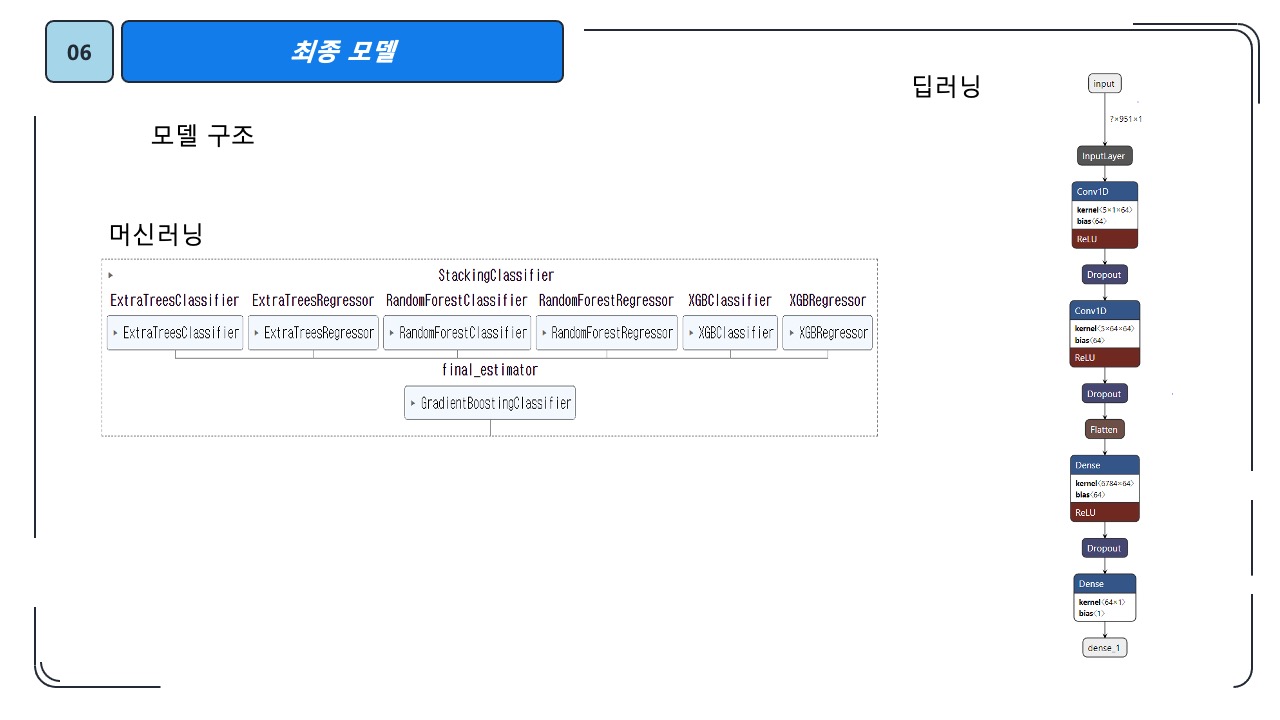 06
최종 모델
모델 구조
머신러닝
StackingClassifier
ExtraTreesClassifier ExtraTreesRegressor RandomForestClassifier RandomForestRegressor XGBClassifier XGBRegressor
ExtraTreesClassifier ExtraTreesRegressor RandomForestClassifier RandomForestRegressor XGBClassifier XGBRegressor
final_estimator
GradientBoostingClassifier
딥러닝
input
?×951×1
InputLayer
Conv1D
kernel⟨5×1×64⟩
bias⟨64⟩
ReLU
Dropout
Conv1D
kernel⟨5×64×64⟩
bias⟨64⟩
ReLU
Dropout
Flatten
Dense
kernel⟨6784×64⟩
bias⟨64⟩
ReLU
Dropout
Dense
kernel⟨64×1⟩
bias⟨1⟩
dense_1